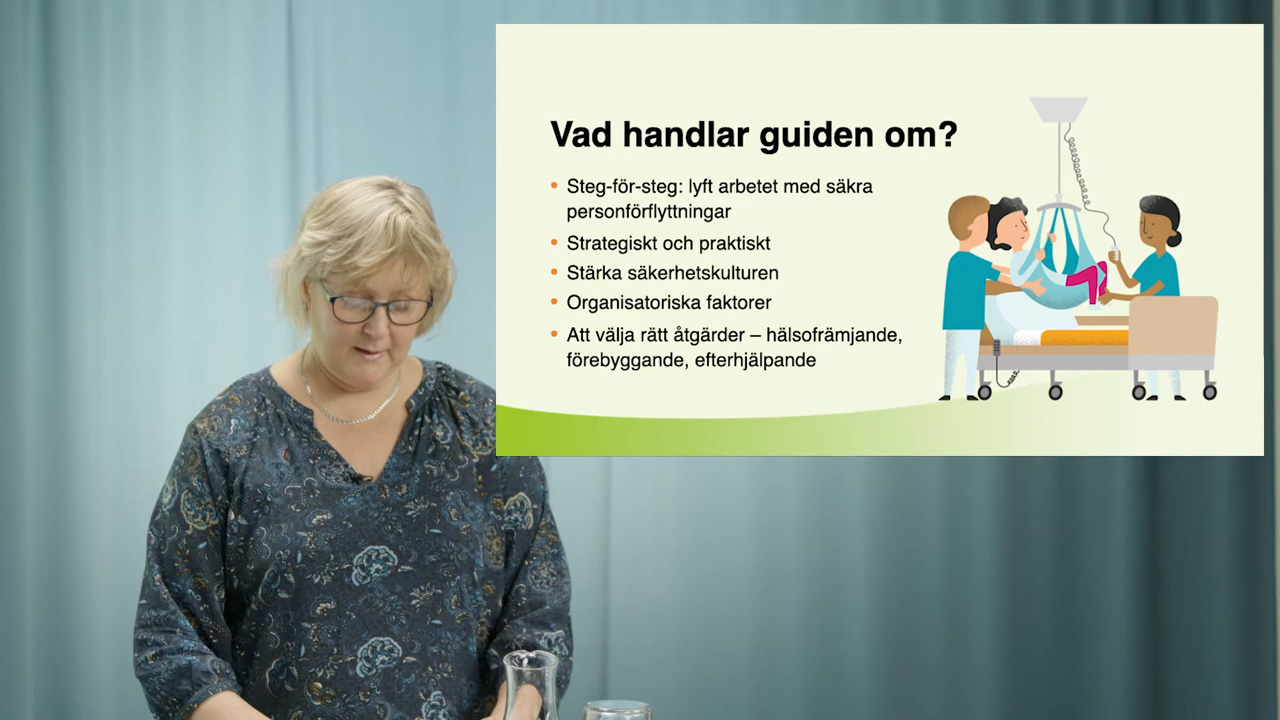 Vad handlar guiden om?
• Steg-för-steg: lyft arbetet med säkra
personförflyttningar
• Strategiskt och praktiskt
• Stärka säkerhetskulturen
• Organisatoriska faktorer
• Att välja rätt åtgärder – hälsofrämjande,
förebyggande, efterhjälpande